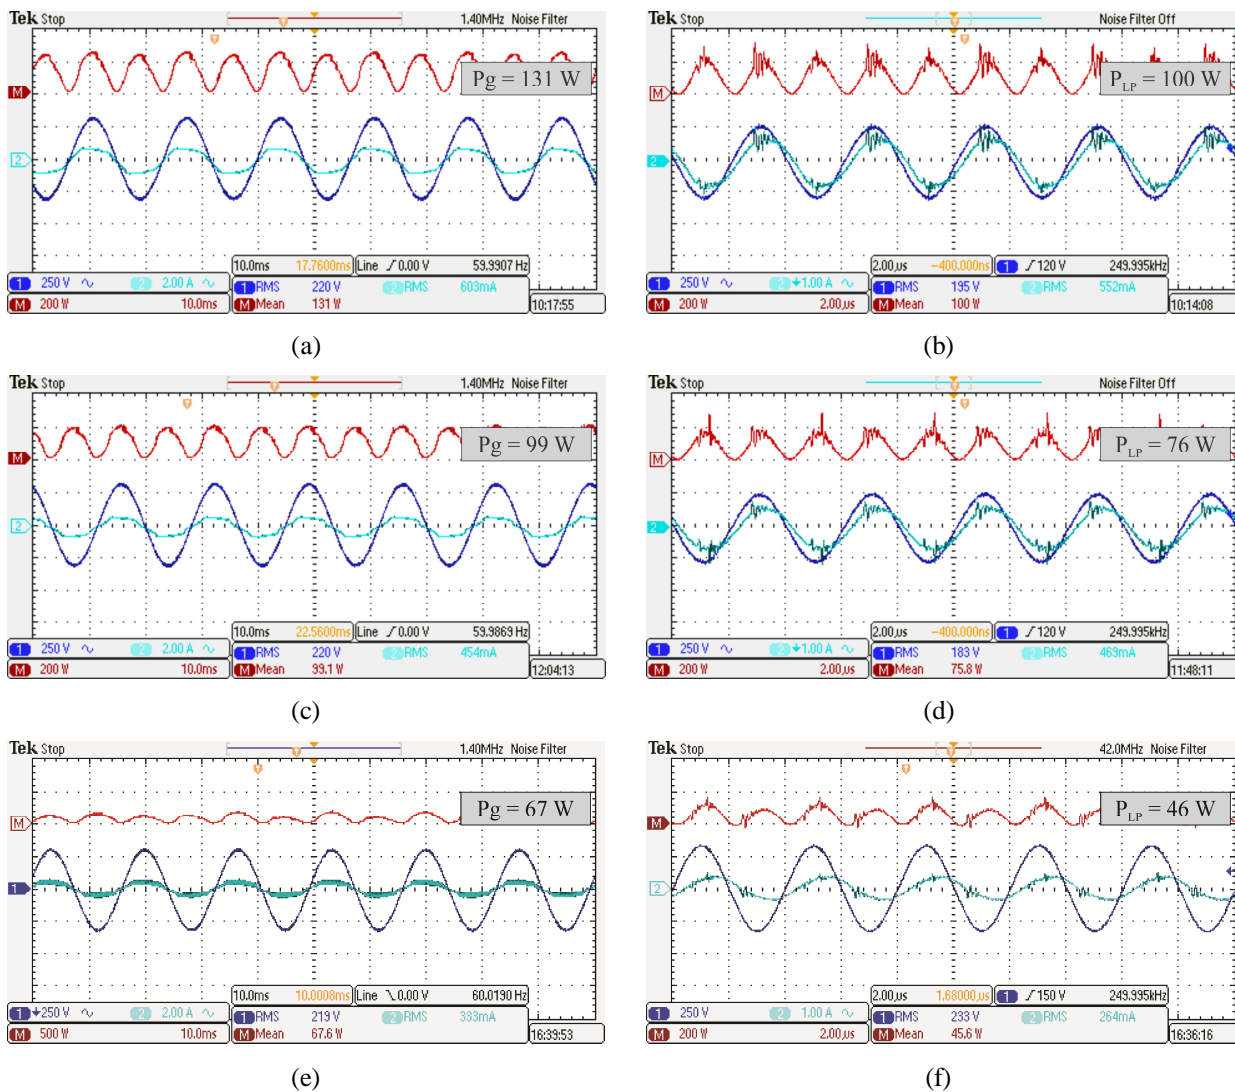 Tek Stop 1.40MHz Noise Filter
Pg = 131 W
M
2
10.0ms 17.7600ms Line 0.00 V 59.9907 Hz
1 250 V 2 2.00 A 1 RMS 220 V 2 RMS 603mA
M 200 W 10.0ms M Mean 131 W 10:17:55
(a)
Tek Stop Noise Filter Off
PLP = 100 W
M
2
2.00µs -400.000ns 1 120 V 249.995kHz
250 V 2 1.00 A 1 RMS 195 V 2 RMS 552mA
M 200 W 2.00µs M Mean 100 W 10:14:08
(b)
Tek Stop 1.40MHz Noise Filter
Pg = 99 W
M
2
10.0ms 22.5600ms Line 0.00 V 59.9869 Hz
1 250 V 2 2.00 A 1 RMS 220 V 2 RMS 454mA
M 200 W 10.0ms M Mean 99.1 W 12:04:13
(c)
Tek Stop Noise Filter Off
PLP = 76 W
M
2
2.00µs -400.000ns 1 120 V 249.995kHz
250 V 2 1.00 A 1 RMS 183 V 2 RMS 469mA
M 200 W 2.00µs M Mean 75.8 W 11:48:11
(d)
Tek Stop 1.40MHz Noise Filter
Pg = 67 W
M
1
10.0ms 10.0008ms Line 0.00 V 60.0190 Hz
1 250 V 2 2.00 A 1 RMS 219 V 2 RMS 333mA
M 500 W 10.0ms M Mean 67.6 W 16:39:53
(e)
Tek Stop 42.0MHz Noise Filter
PLP = 46 W
M
2
2.00µs 1.68000µs 1 150 V 249.995kHz
1 250 V 2 1.00 A 1 RMS 233 V 2 RMS 264mA
M 200 W 2.00µs M Mean 45.6 W 16:36:16
(f)